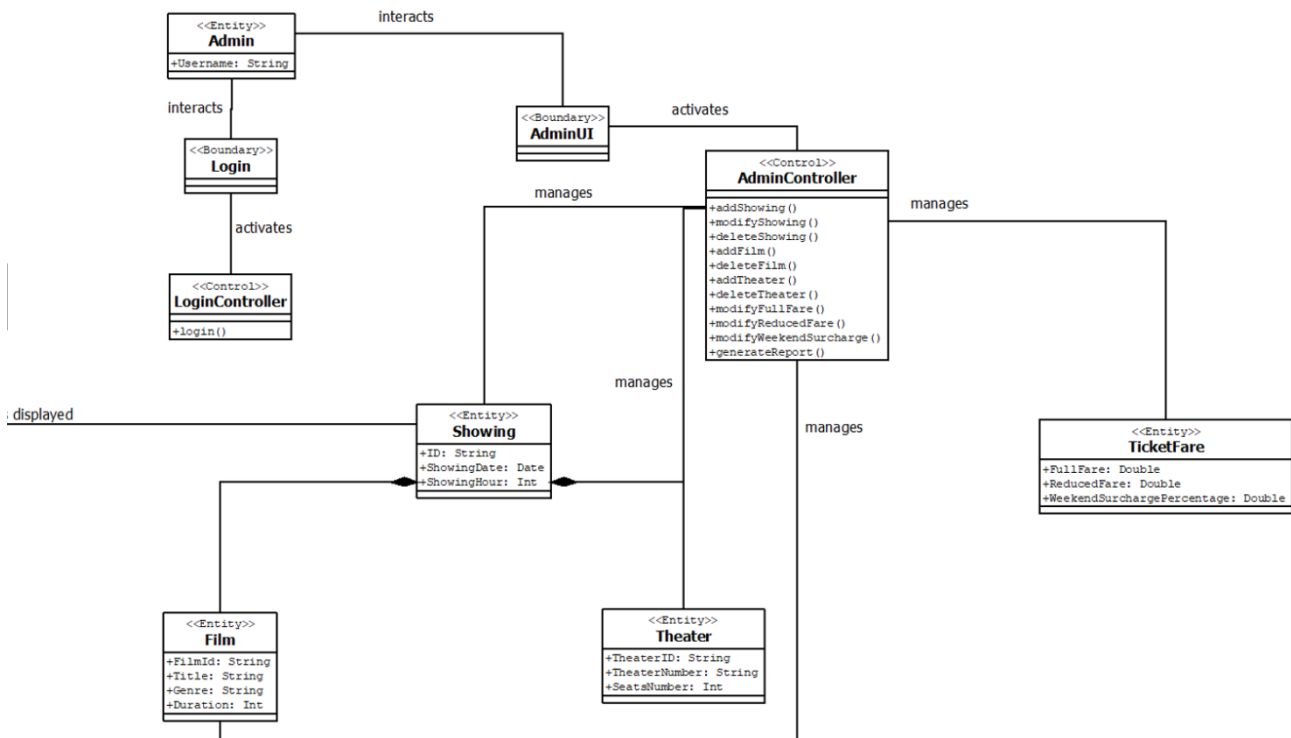 interacts
<<Entity>>
Admin
+Username: String
interacts
<<Boundary>>
AdminUI
activates
<<Boundary>>
Login
<<Control>>
AdminController
+addShowing()
+modifyShowing()
+deleteShowing()
+addFilm()
+deleteFilm()
+addTheater()
+deleteTheater()
+modifyFullFare()
+modifyReducedFare()
+modifyWeekendSurcharge()
+generateReport()
manages
manages
activates
<<Control>>
LoginController
+login()
manages
displayed
manages
<<Entity>>
Showing
+ID: String
+ShowingDate: Date
+ShowingHour: Int
<<Entity>>
TicketFare
+FullFare: Double
+ReducedFare: Double
+WeekendSurchargePercentage: Double
<<Entity>>
Film
+FilmId: String
+Title: String
+Genre: String
+Duration: Int
<<Entity>>
Theater
+TheaterID: String
+TheaterNumber: String
+SeatsNumber: Int